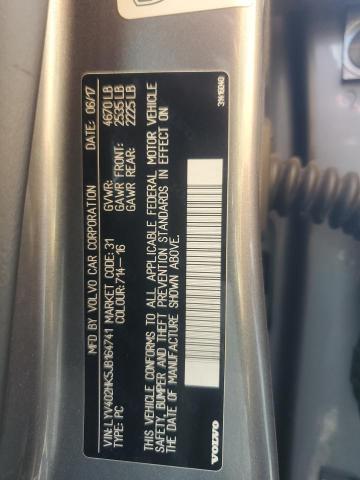 MFD BY VOLVO CAR CORPORATION DATE: 06/17
GVWR: 4670 LB
GAWR FRONT: 2535 LB
GAWR REAR: 2225 LB
VIN: LYV402HK5JB164741 MARKET CODE: 31
TYPE: PC COLOUR: 714-16
THIS VEHICLE CONFORMS TO ALL APPLICABLE FEDERAL MOTOR VEHICLE
SAFETY, BUMPER AND THEFT PREVENTION STANDARDS IN EFFECT ON
THE DATE OF MANUFACTURE SHOWN ABOVE.
VOLVO